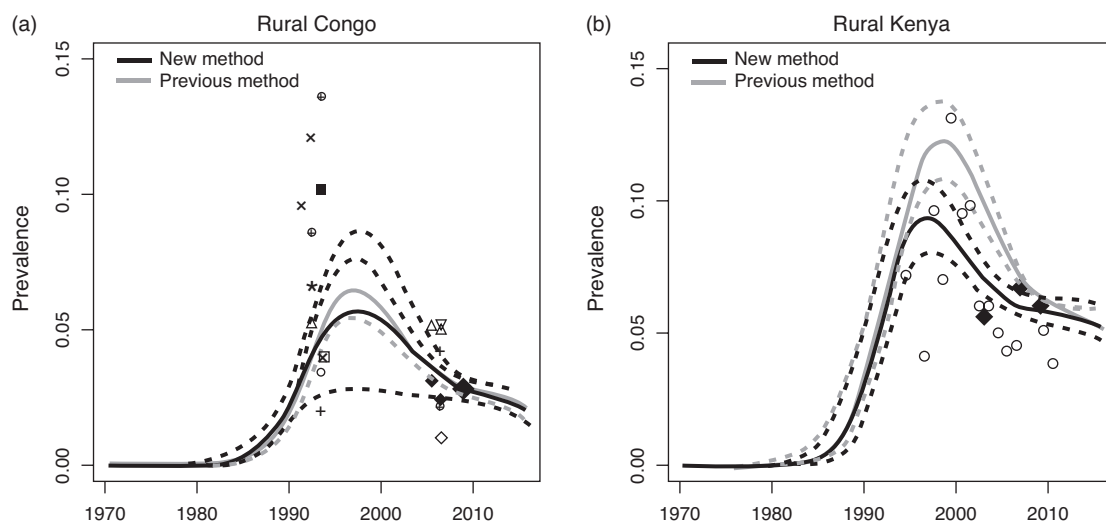 (a)
Rural Congo
New method
Previous method
Prevalence
0.15
0.10
0.05
0.00
1970 1980 1990 2000 2010
(b)
Rural Kenya
New method
Previous method
Prevalence
0.15
0.10
0.05
0.00
1970 1980 1990 2000 2010